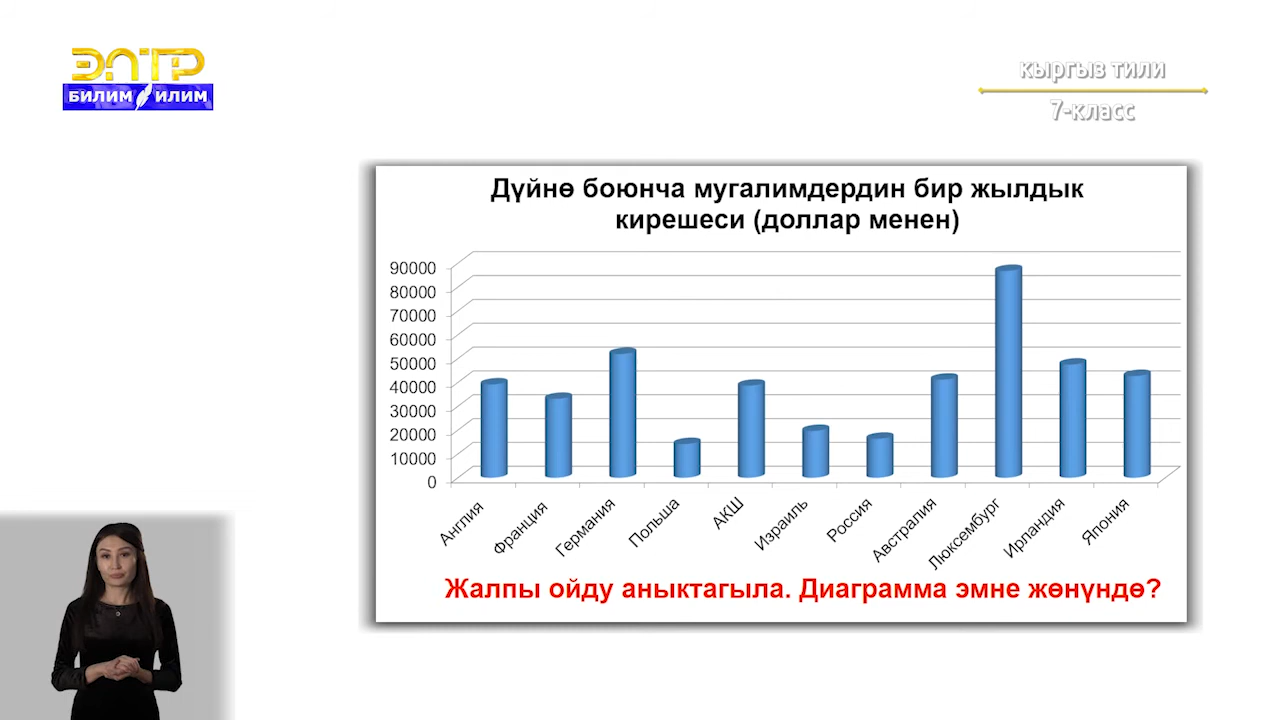 ЭЛТР
БИЛИМ ИЛИМ
кыргыз тили
7-класс
Дүйнө боюнча мугалимдердин бир жылдык
кирешеси (доллар менен)
90000
80000
70000
60000
50000
40000
30000
20000
10000
0
Англия
Франция
Германия
Польша
АКШ
Израиль
Россия
Австралия
Люксембург
Ирландия
Япония
Жалпы ойду аныктагыла. Диаграмма эмне жөнүндө?